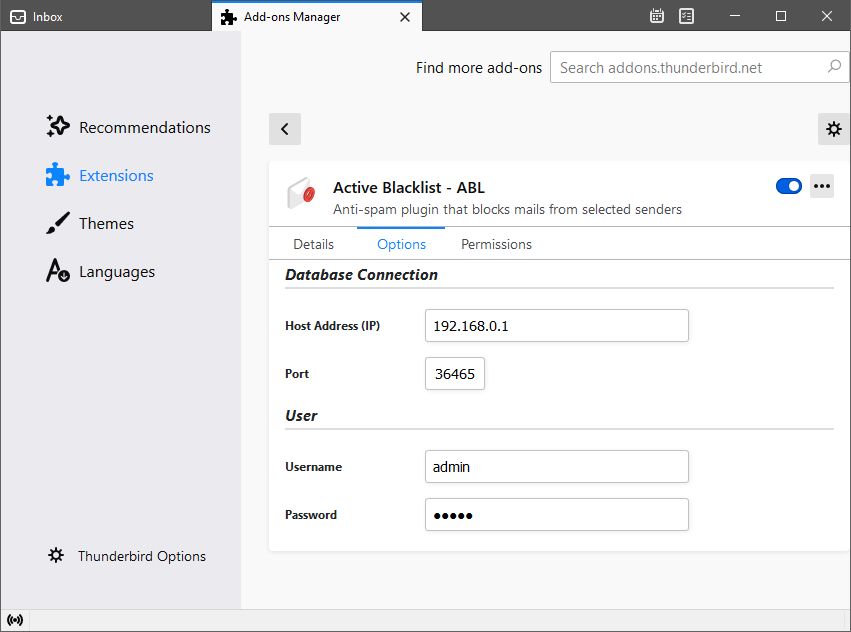 Inbox
Add-ons Manager
Find more add-ons
Search addons.thunderbird.net
Recommendations
Extensions
Themes
Languages
Thunderbird Options
Active Blacklist - ABL
Anti-spam plugin that blocks mails from selected senders
Details Options Permissions
Database Connection
Host Address (IP) 192.168.0.1
Port 36465
User
Username admin
Password •••••